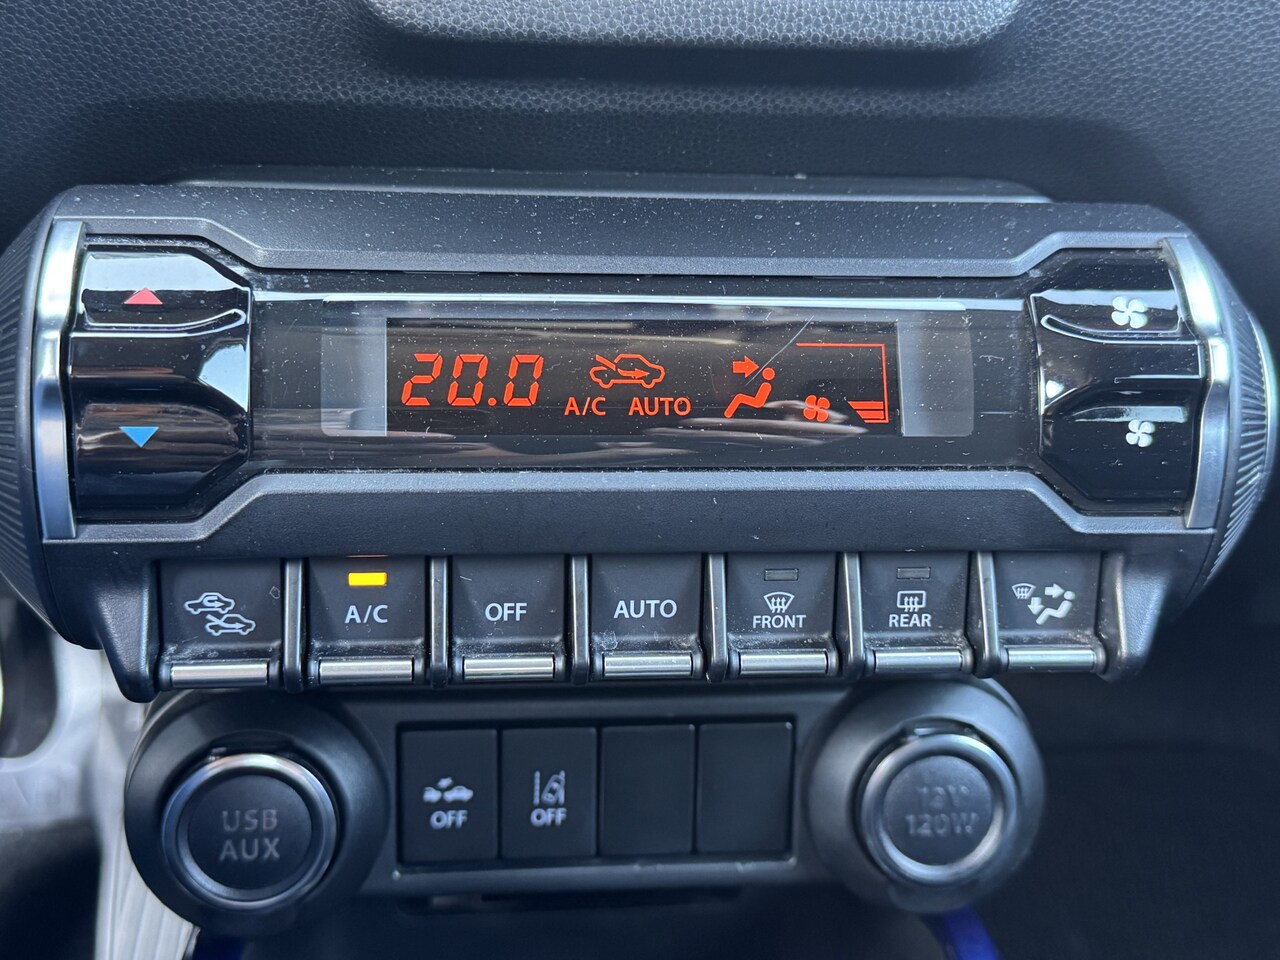 20.0
A/C AUTO
A/C
OFF
AUTO
FRONT
REAR
USB
AUX
OFF
OFF
12V
120W